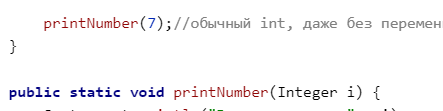 printNumber(7);//обычный int, даже без
}
public static void printNumber(Integer i) {